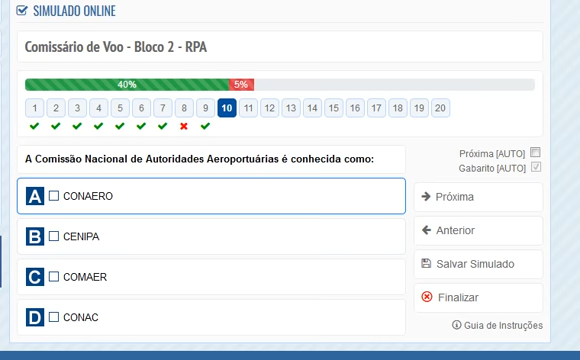 SIMULADO ONLINE
Comissário de Voo - Bloco 2 - RPA
40% 5%
1 2 3 4 5 6 7 8 9 10 11 12 13 14 15 16 17 18 19 20
A Comissão Nacional de Autoridades Aeroportuárias é conhecida como:
A CONAERO
B CENIPA
C COMAER
D CONAC
Próxima [AUTO]
Gabarito [AUTO]
Próxima
Anterior
Salvar Simulado
Finalizar
Guia de Instruções